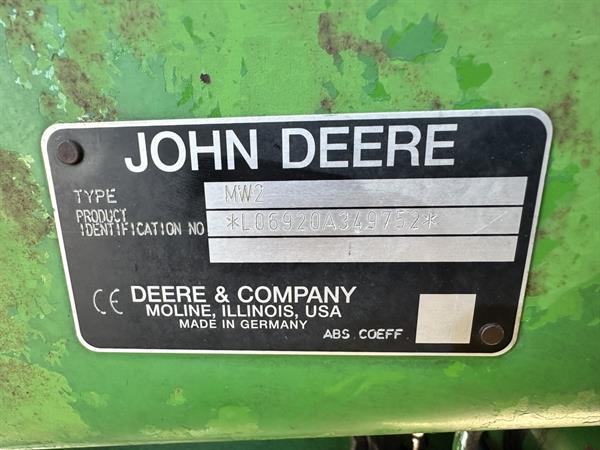 JOHN DEERE
TYPE MW2
PRODUCT
IDENTIFICATION NO *L06920A349752*
CE DEERE & COMPANY
MOLINE, ILLINOIS, USA
MADE IN GERMANY
ABS. COEFF.